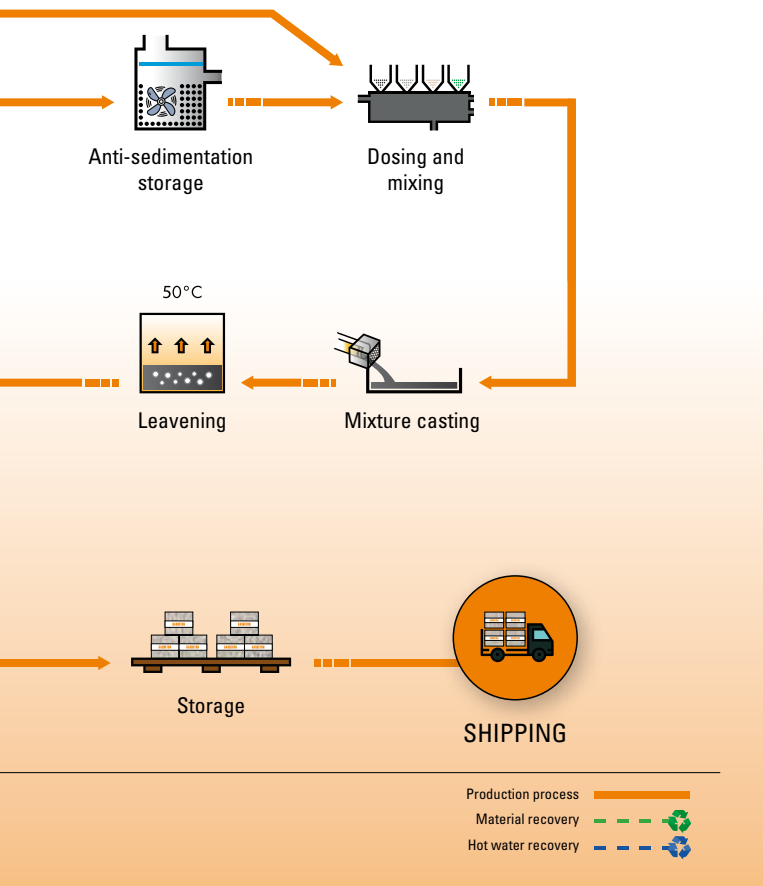 Anti-sedimentation
storage
Dosing and
mixing
50°C
Leavening
Mixture casting
Storage
SHIPPING
Production process
Material recovery
Hot water recovery